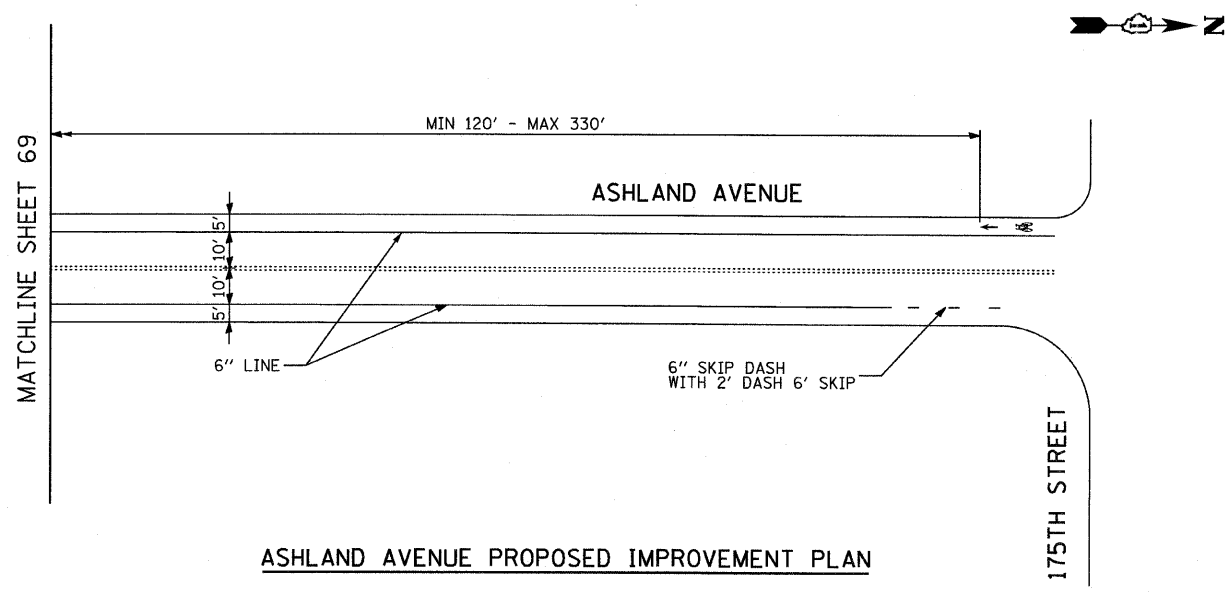 N
MIN 120' - MAX 330'
MATCHLINE SHEET 69
ASHLAND AVENUE
5'
10'
10'
5'
6" LINE
6" SKIP DASH
WITH 2' DASH 6' SKIP
175TH STREET
ASHLAND AVENUE PROPOSED IMPROVEMENT PLAN